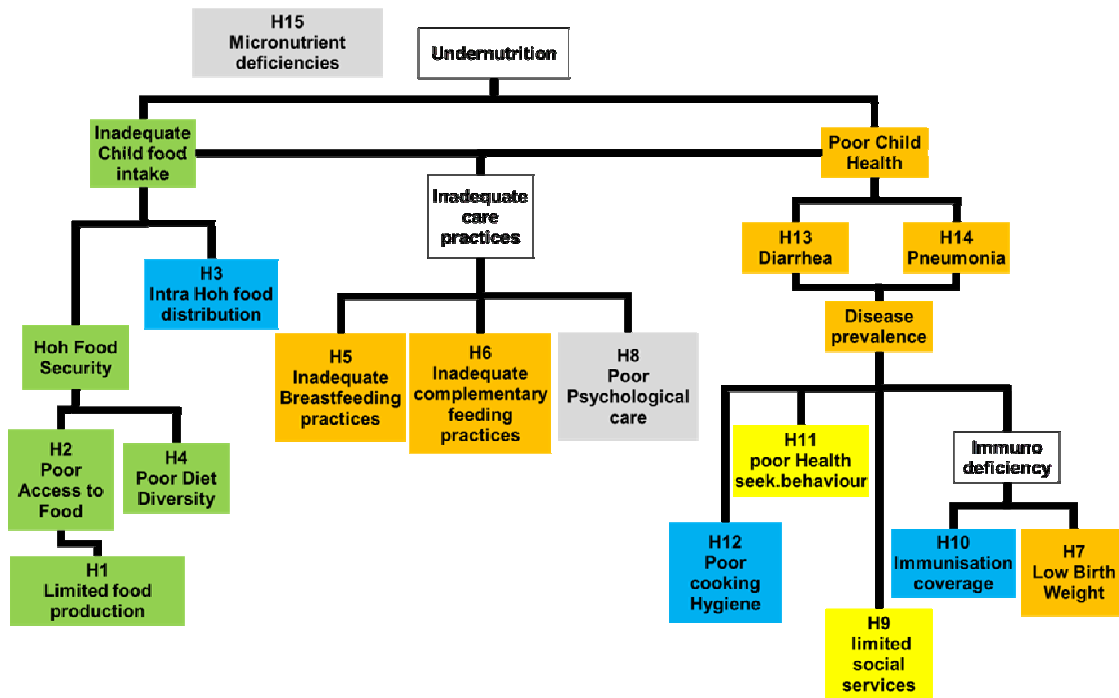 H15
Micronutrient
deficiencies
Undernutrition
Inadequate
Child food
intake
Poor Child
Health
Inadequate
care
practices
H13
Diarrhea
H14
Pneumonia
H3
Intra Hoh food
distribution
Disease
prevalence
Hoh Food
Security
H5
Inadequate
Breastfeeding
practices
H6
Inadequate
complementary
feeding
practices
H8
Poor
Psychological
care
H2
Poor
Access to
Food
H4
Poor Diet
Diversity
H11
poor Health
seek.behaviour
Immuno
deficiency
H1
Limited food
production
H12
Poor
cooking
Hygiene
H10
Immunisation
coverage
H7
Low Birth
Weight
H9
limited
social
services